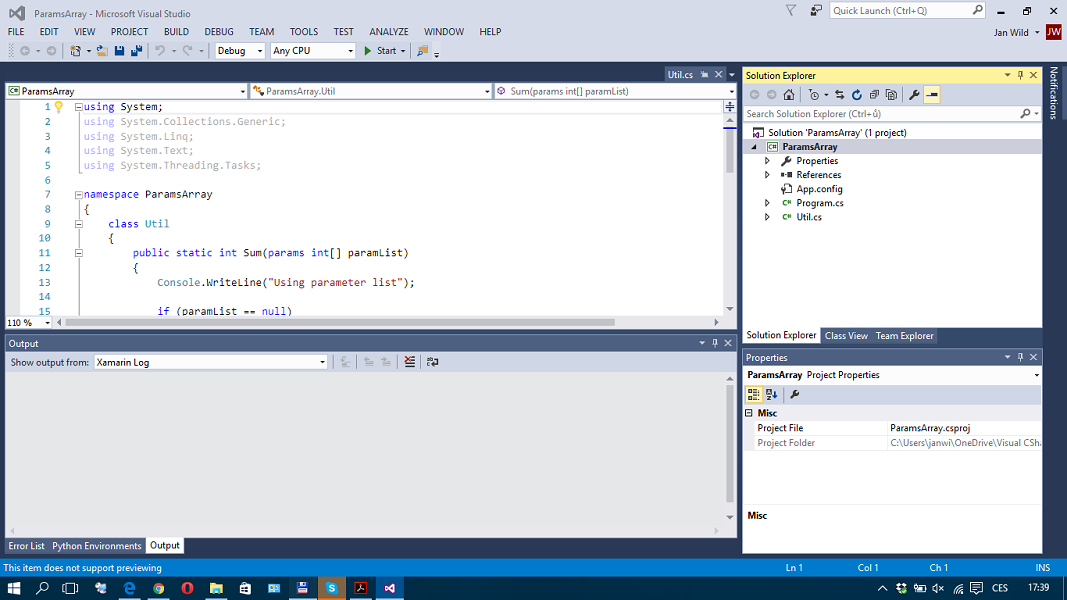 ParamsArray - Microsoft Visual Studio
Quick Launch (Ctrl+Q)
FILE EDIT VIEW PROJECT BUILD DEBUG TEAM TOOLS TEST ANALYZE WINDOW HELP
Jan Wild JW
Debug Any CPU Start
Util.cs
ParamsArray ParamsArray.Util Sum(params int[] paramList)
1 using System;
2 using System.Collections.Generic;
3 using System.Linq;
4 using System.Text;
5 using System.Threading.Tasks;
6
7 namespace ParamsArray
8 {
9 class Util
10 {
11 public static int Sum(params int[] paramList)
12 {
13 Console.WriteLine("Using parameter list");
14
15 if (paramList == null)
110 %
Output
Show output from: Xamarin Log
Error List Python Environments Output
Solution Explorer
Search Solution Explorer (Ctrl+ů)
Solution 'ParamsArray' (1 project)
C# ParamsArray
Properties
References
App.config
C# Program.cs
C# Util.cs
Solution Explorer Class View Team Explorer
Properties
ParamsArray Project Properties
Misc
Project File ParamsArray.csproj
Project Folder C:\Users\janwi\OneDrive\Visual CSha
Misc
Notifications
This item does not support previewing Ln 1 Col 1 Ch 1 INS
CES 17:39